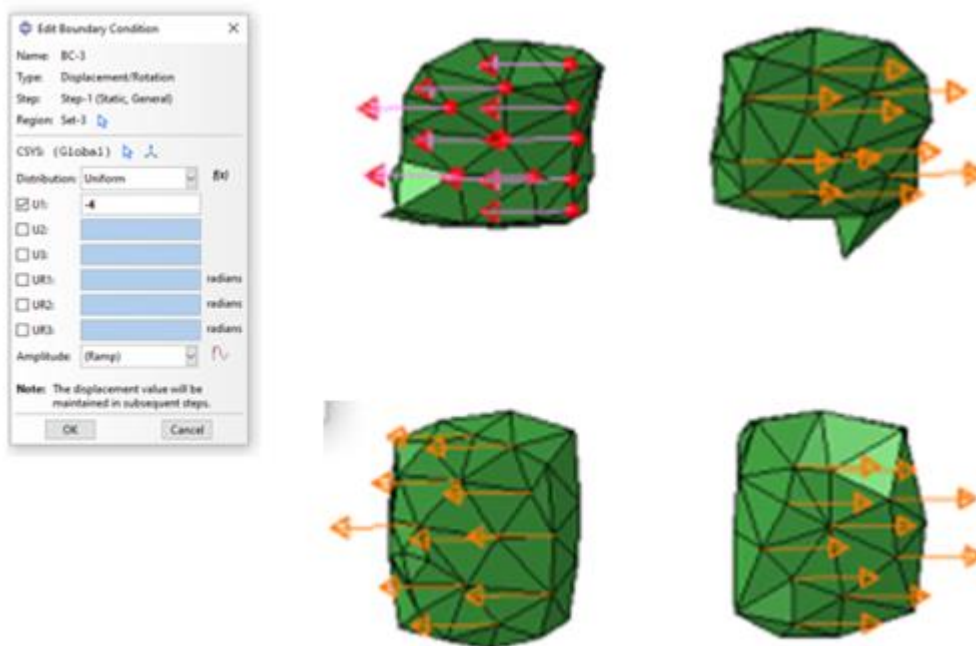 Edit Boundary Condition
Name: BC-3
Type: Displacement/Rotation
Step: Step-1 (Static, General)
Region: Set-3
CSYS: (Global)
Distribution: Uniform f(x)
U1: -4
U2:
U3:
UR1: radians
UR2: radians
UR3: radians
Amplitude: (Ramp)
Note: The displacement value will be
maintained in subsequent steps.
OK Cancel